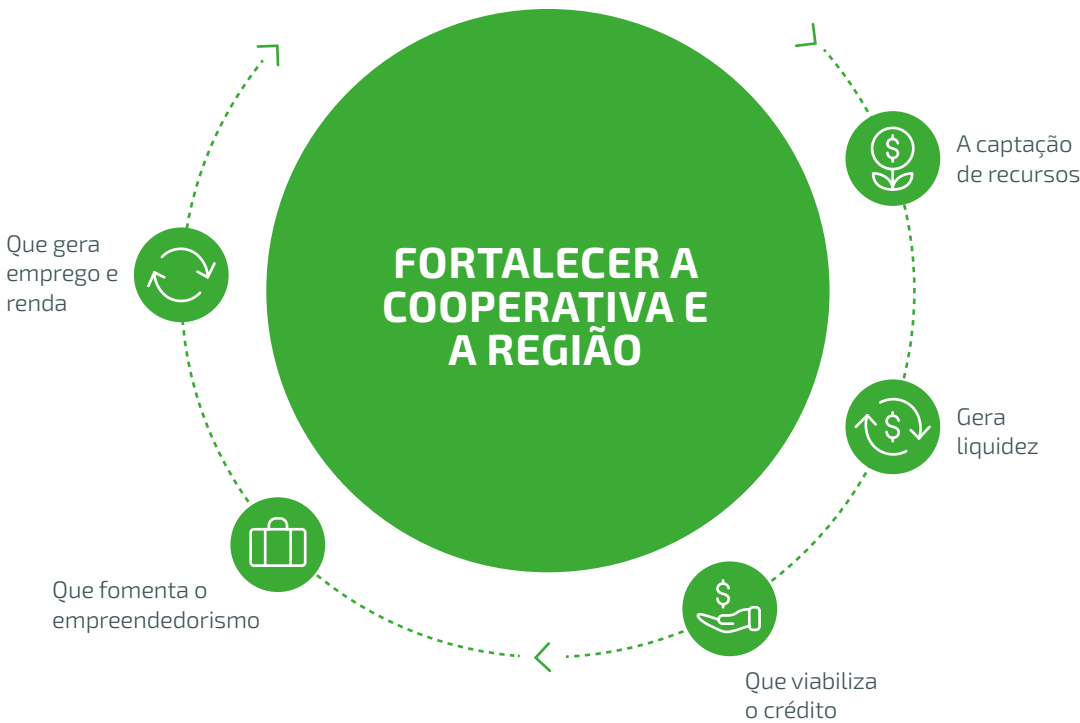 FORTALECER A
COOPERATIVA E
A REGIÃO
A captação
de recursos
Gera
liquidez
Que viabiliza
o crédito
Que fomenta o
empreendedorismo
Que gera
emprego e
renda
$
$
$